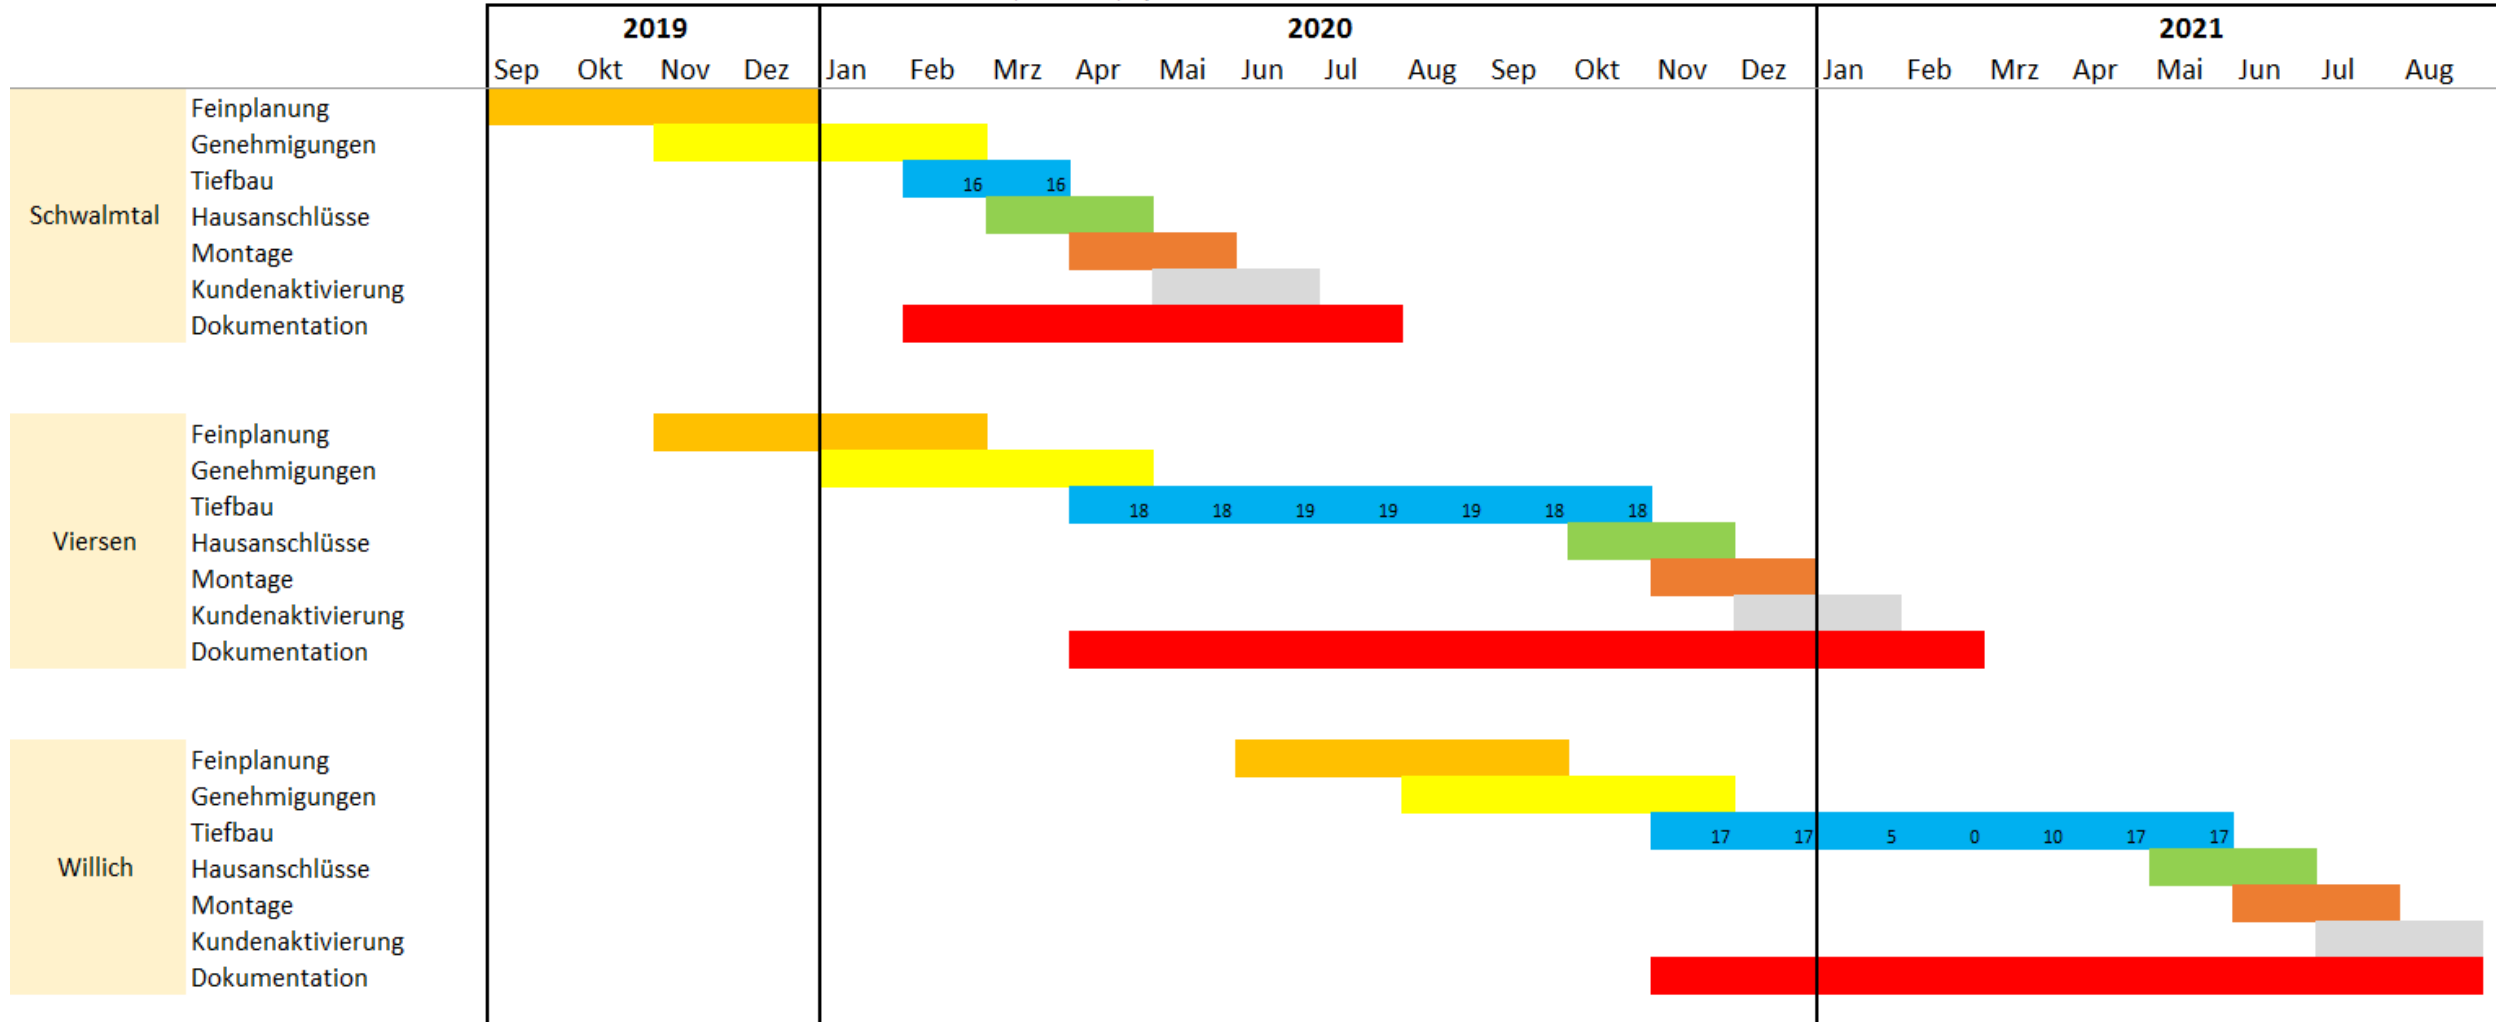 2019 2020 2021
Sep Okt Nov Dez Jan Feb Mrz Apr Mai Jun Jul Aug Sep Okt Nov Dez Jan Feb Mrz Apr Mai Jun Jul Aug
Schwalmtal
Feinplanung
Genehmigungen
Tiefbau 16 16
Hausanschlüsse
Montage
Kundenaktivierung
Dokumentation
Viersen
Feinplanung
Genehmigungen
Tiefbau 18 18 19 19 19 18 18
Hausanschlüsse
Montage
Kundenaktivierung
Dokumentation
Willich
Feinplanung
Genehmigungen
Tiefbau 17 17 5 0 10 17 17
Hausanschlüsse
Montage
Kundenaktivierung
Dokumentation